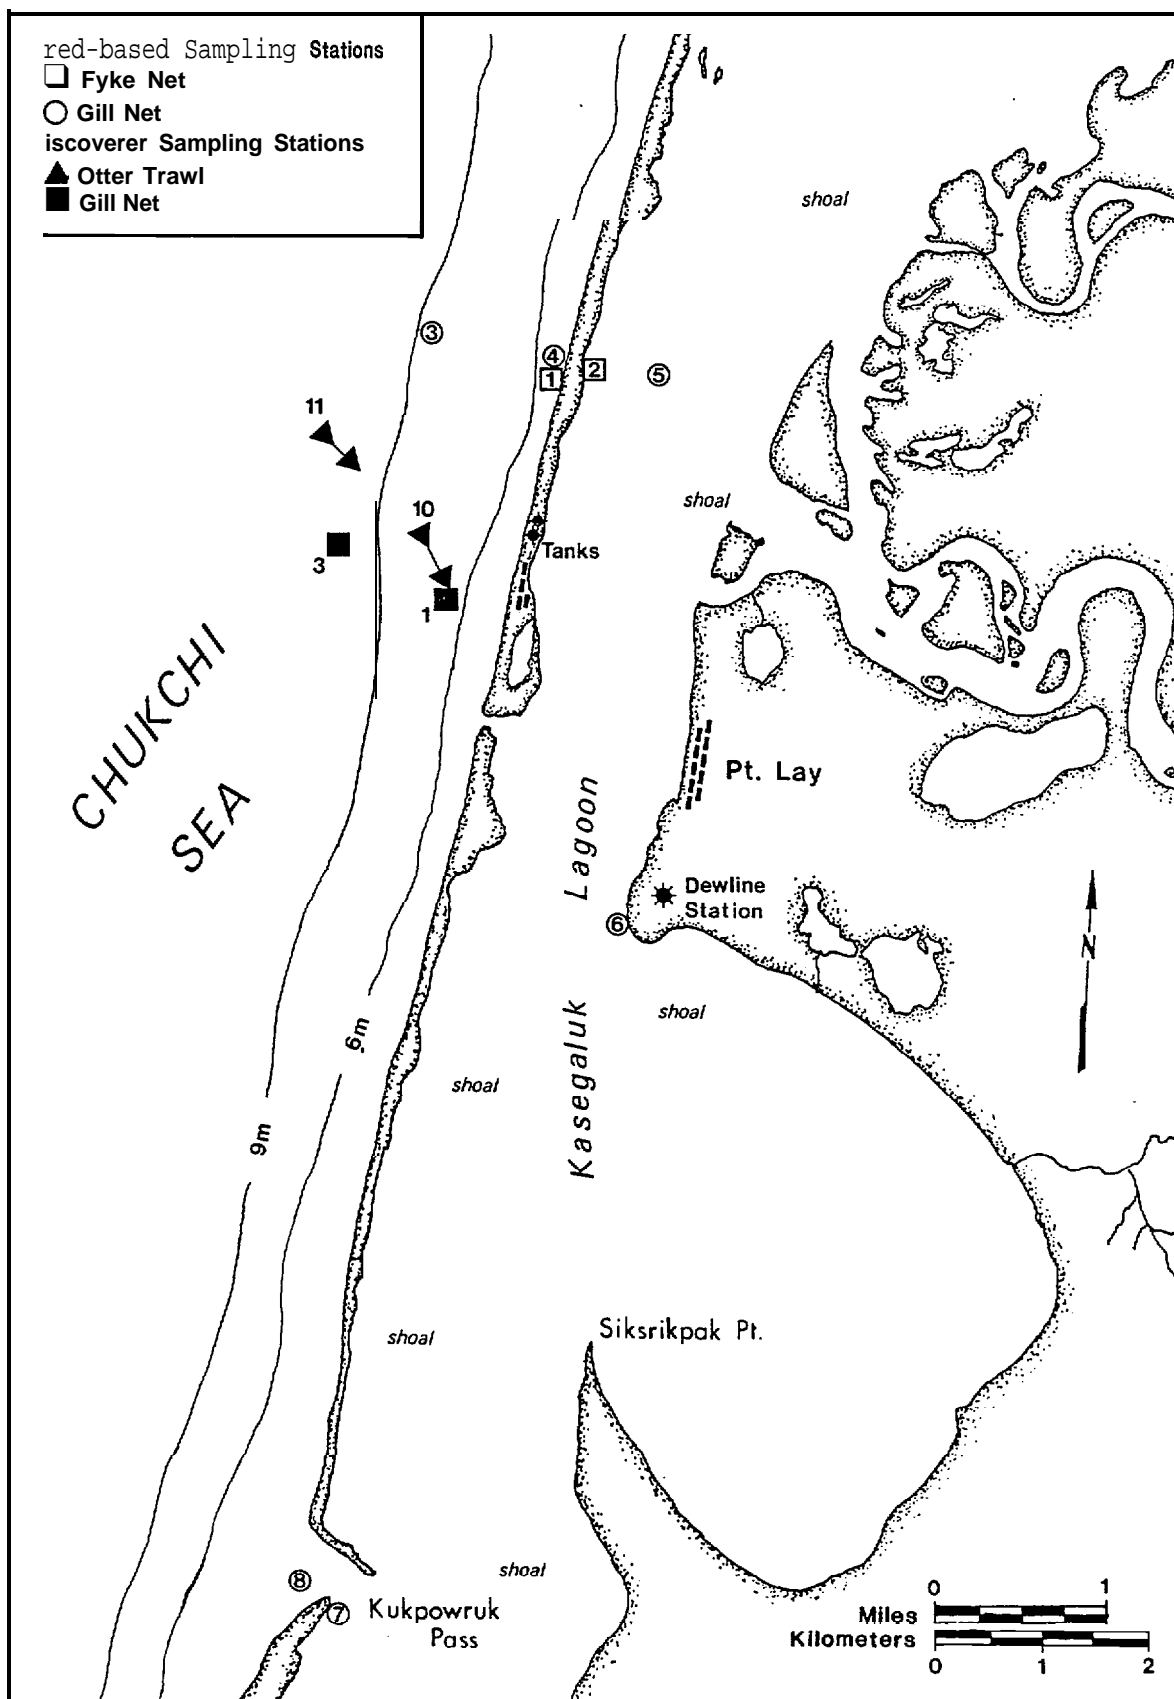 red-based Sampling Stations
Fyke Net
Gill Net
iscoverer Sampling Stations
Otter Trawl
Gill Net
shoal
3
4
1
2
5
11
shoal
10
Tanks
3
1
CHUKCHI
SEA
Pt. Lay
Lagoon
Dewline
Station
6
N
shoal
6m
Kasegaluk
shoal
9m
Siksrikpak Pt.
shoal
shoal
8
7
Kukpowruk
Pass
0 1
Miles
Kilometers
0 1 2